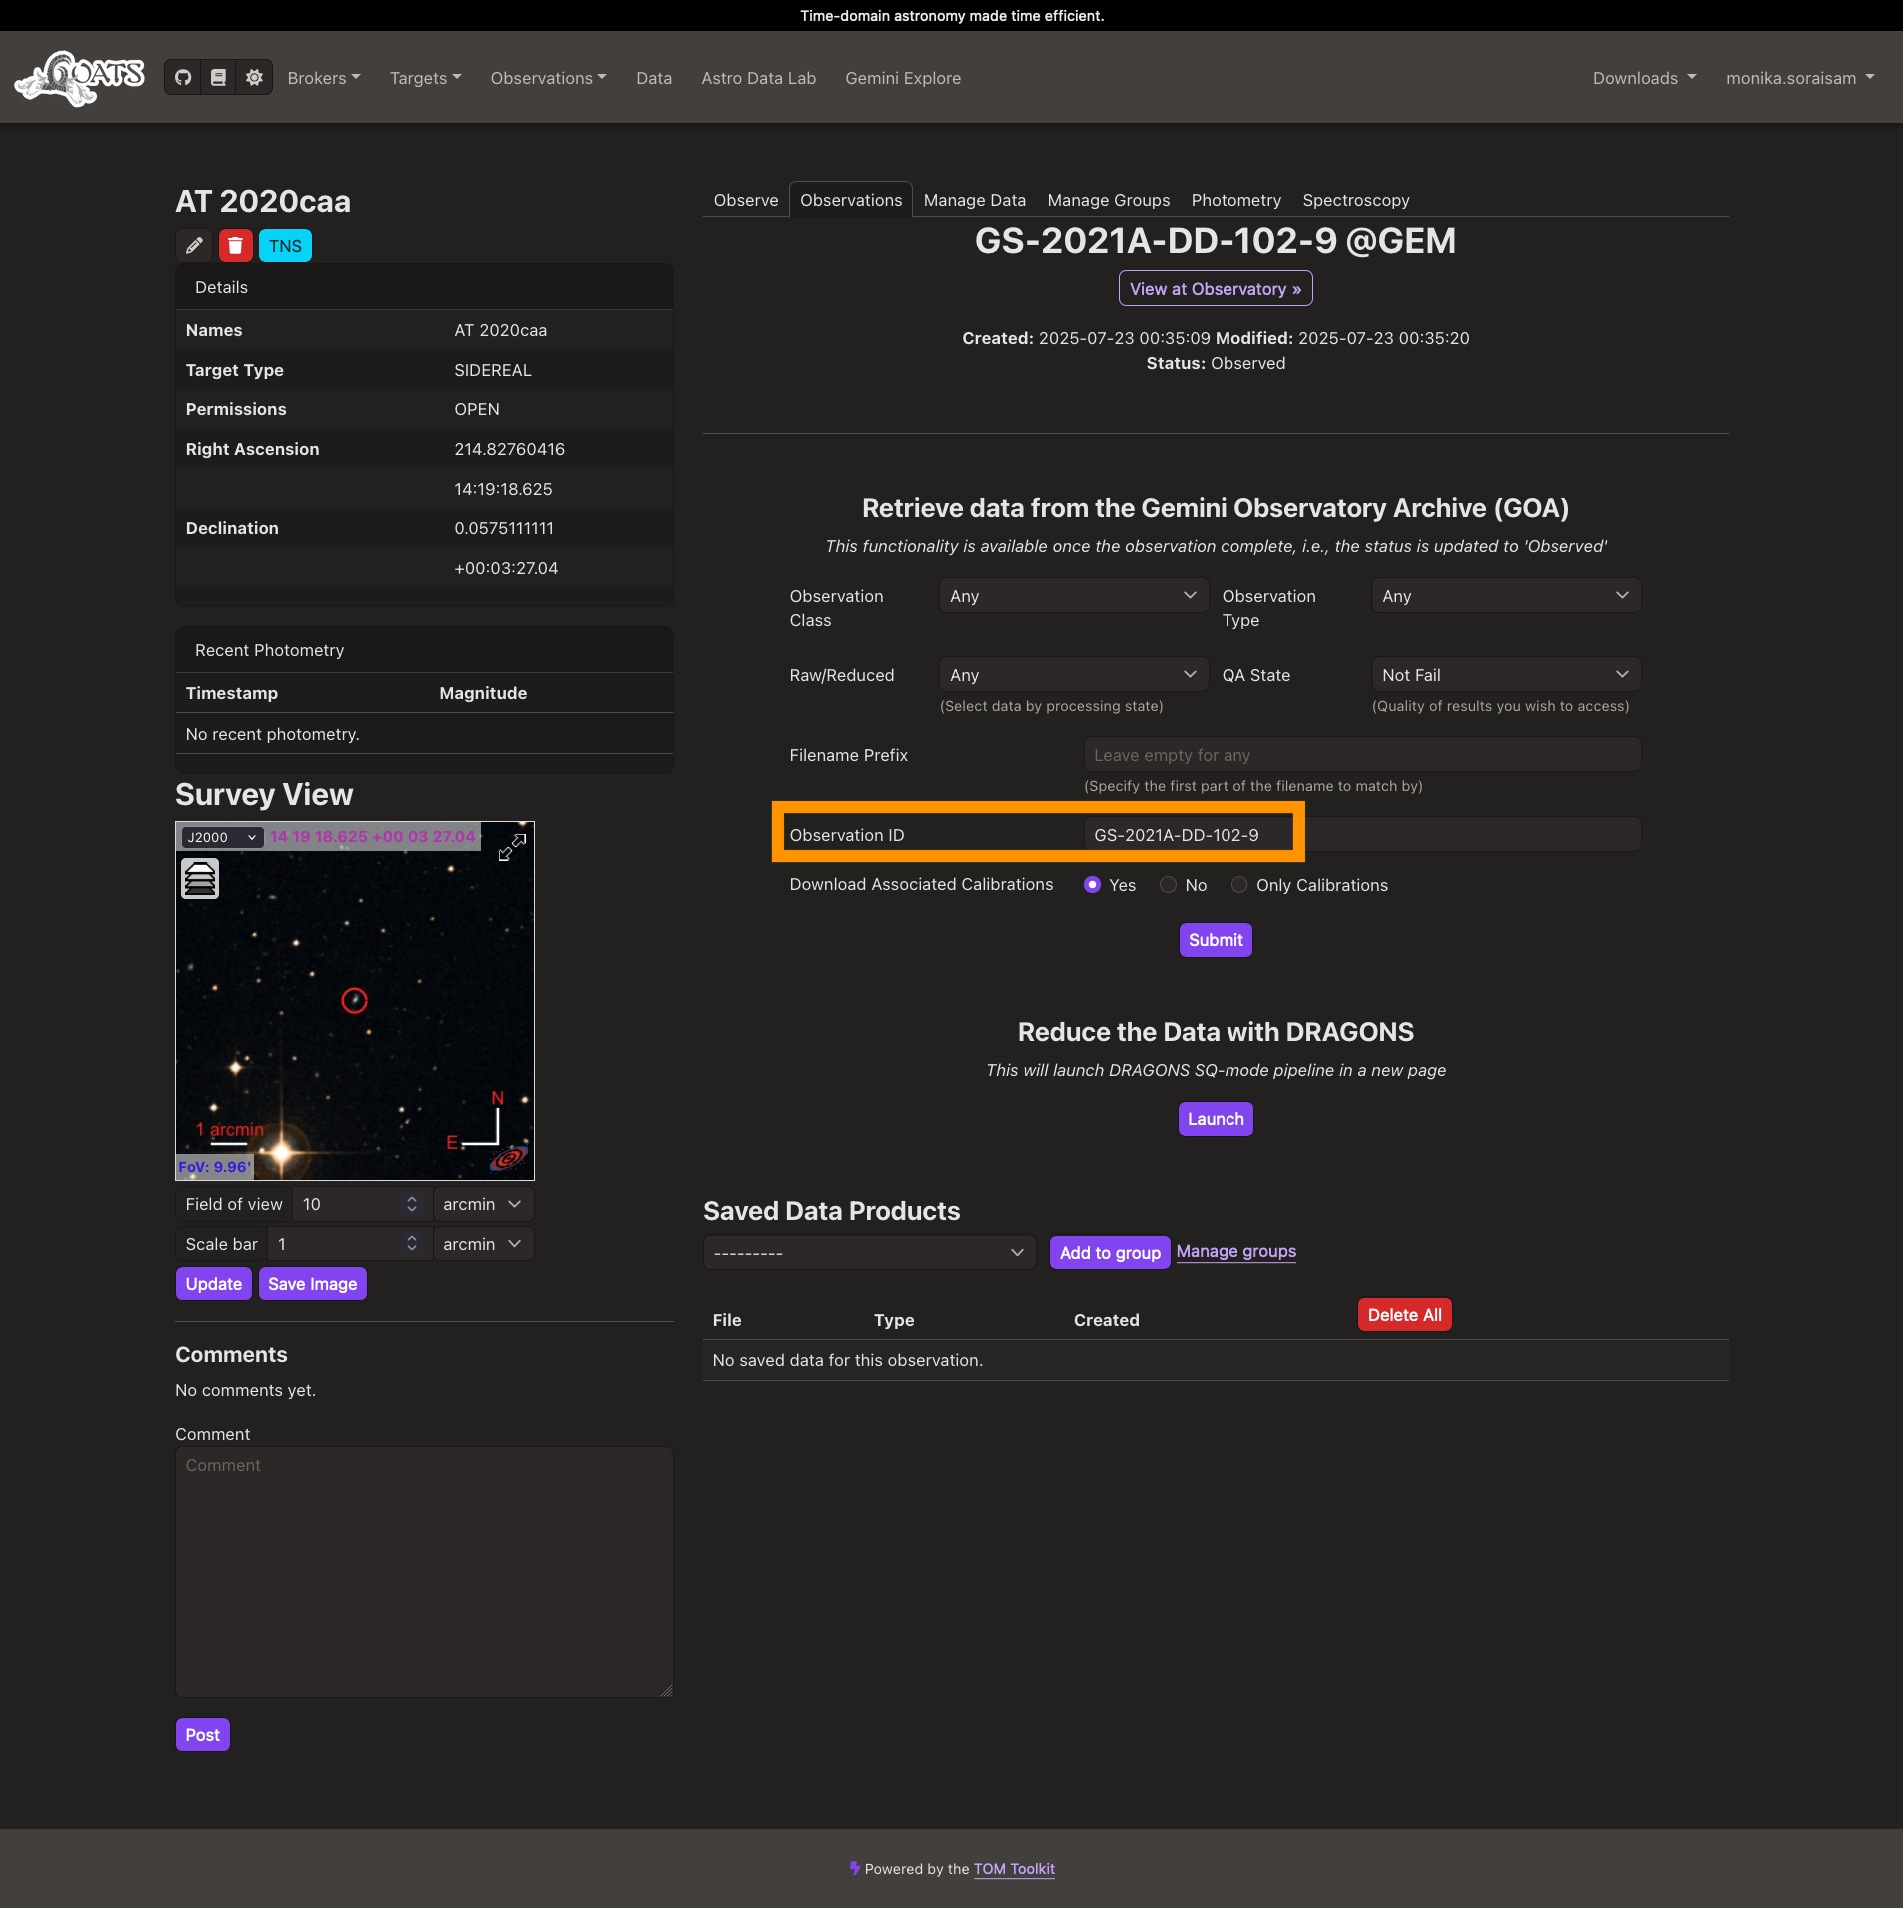 Time-domain astronomy made time efficient.
GOATS
Brokers Targets Observations Data Astro Data Lab Gemini Explore Downloads monika.soraisam
AT 2020caa
TNS
Details
Names AT 2020caa
Target Type SIDEREAL
Permissions OPEN
Right Ascension 214.82760416
14:19:18.625
Declination 0.0575111111
+00:03:27.04
Recent Photometry
Timestamp Magnitude
No recent photometry.
Survey View
J2000 14 19 18.625 +00 03 27.04
N
1 arcmin
E
FoV: 9.96'
Field of view 10 arcmin
Scale bar 1 arcmin
Update Save Image
Comments
No comments yet.
Comment
Comment
Post
Observe Observations Manage Data Manage Groups Photometry Spectroscopy
GS-2021A-DD-102-9 @GEM
View at Observatory »
Created: 2025-07-23 00:35:09 Modified: 2025-07-23 00:35:20
Status: Observed
Retrieve data from the Gemini Observatory Archive (GOA)
This functionality is available once the observation complete, i.e., the status is updated to 'Observed'
Observation Class Any Observation Type Any
Raw/Reduced Any QA State Not Fail
(Select data by processing state) (Quality of results you wish to access)
Filename Prefix Leave empty for any
(Specify the first part of the filename to match by)
Observation ID GS-2021A-DD-102-9
Download Associated Calibrations Yes No Only Calibrations
Submit
Reduce the Data with DRAGONS
This will launch DRAGONS SQ-mode pipeline in a new page
Launch
Saved Data Products
--------- Add to group Manage groups
File Type Created Delete All
No saved data for this observation.
Powered by the TOM Toolkit